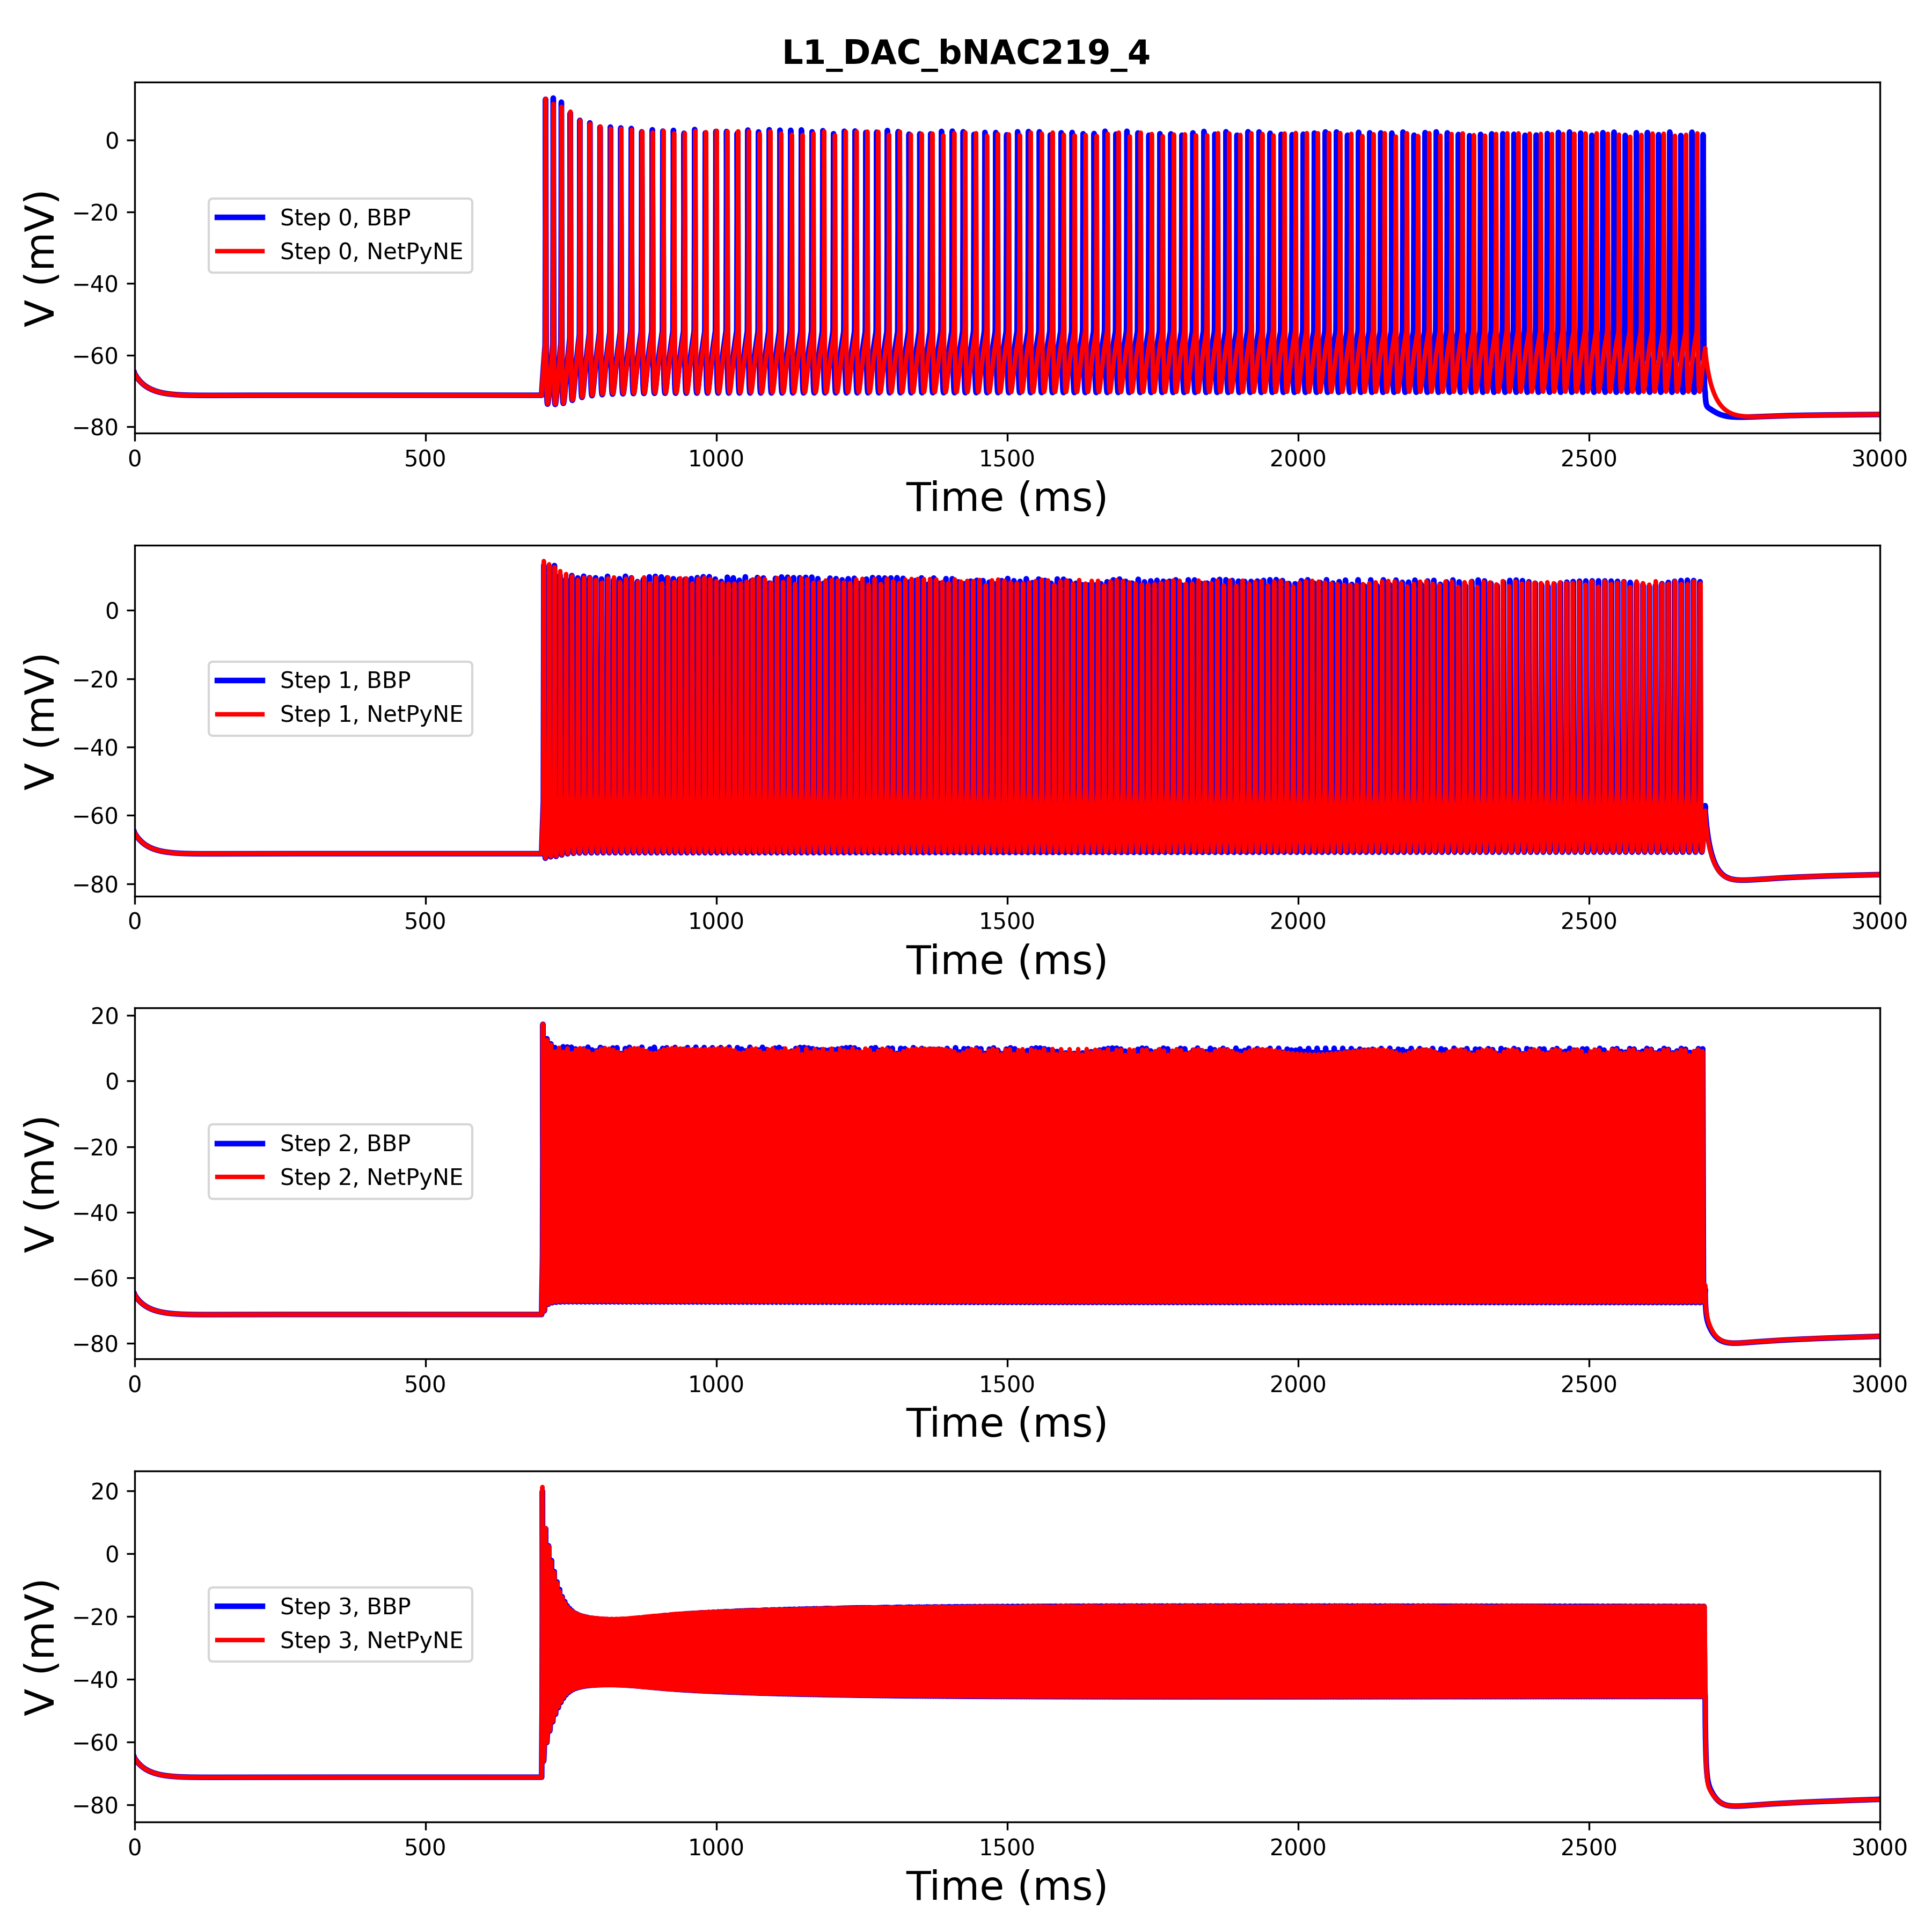 L1_DAC_bNAC219_4
0
−20
−40
−60
−80
V (mV)
Step 0, BBP
Step 0, NetPyNE
0 500 1000 1500 2000 2500 3000
Time (ms)
0
−20
−40
−60
−80
V (mV)
Step 1, BBP
Step 1, NetPyNE
0 500 1000 1500 2000 2500 3000
Time (ms)
20
0
−20
−40
−60
−80
V (mV)
Step 2, BBP
Step 2, NetPyNE
0 500 1000 1500 2000 2500 3000
Time (ms)
20
0
−20
−40
−60
−80
V (mV)
Step 3, BBP
Step 3, NetPyNE
0 500 1000 1500 2000 2500 3000
Time (ms)